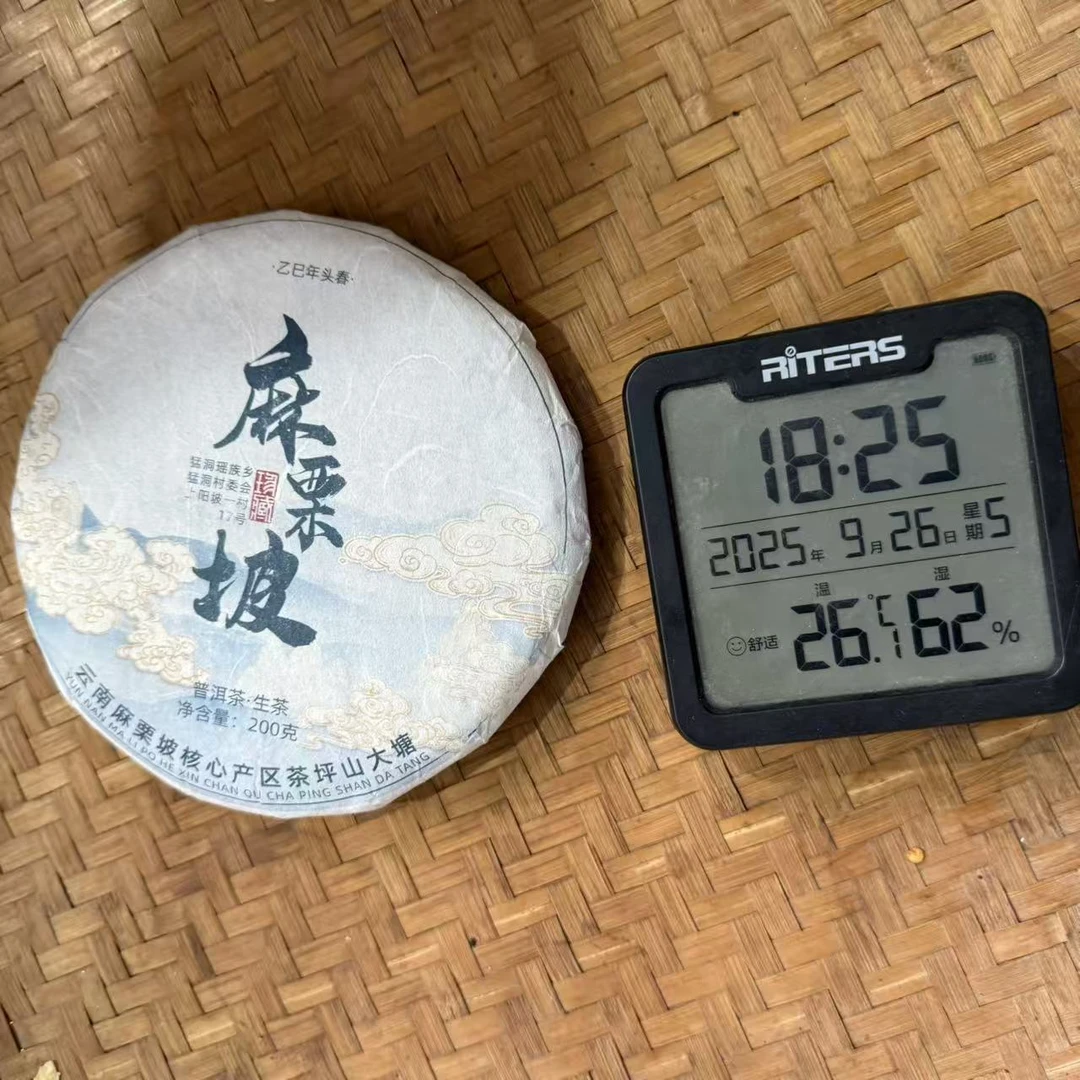 ·乙巳年头春·
麻栗坡
猛洞瑶族乡
猛洞村委会
阳坡一村
17号
珍藏
普洱茶·生茶
净含量：200克
云南麻栗坡核心产区茶坪山大塘
YUN NAN MA LI PO HE XIN CHAN QU CHA PING SHAN DA TANG
RITERS
18:25
2025年 9月26日 星期5
温 湿
舒适 26.1℃ 62%